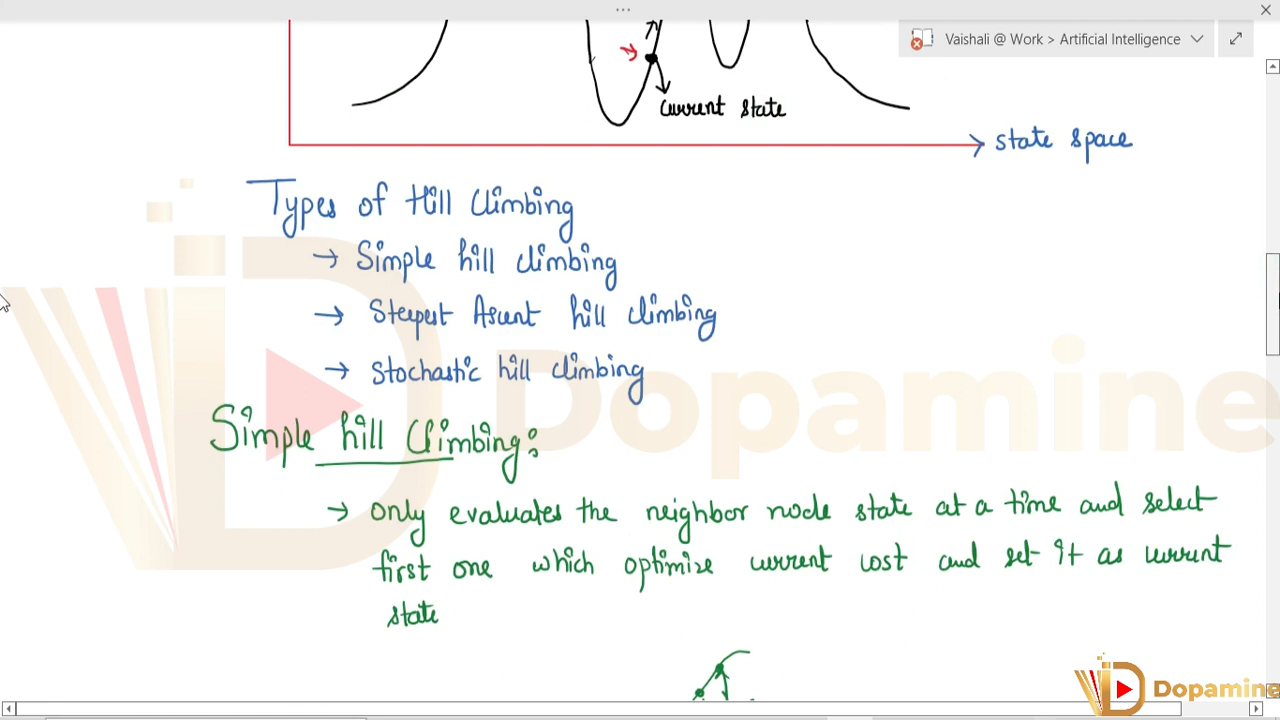 Vaishali @ Work > Artificial Intelligence
current state
state space
Types of Hill Climbing
→ Simple hill climbing
→ Steepest Ascent hill climbing
→ Stochastic hill climbing
Simple hill Climbing:
→ only evaluates the neighbor node state at a time and select
first one which optimize current cost and set it as current
state
Dopamine
Dopamine